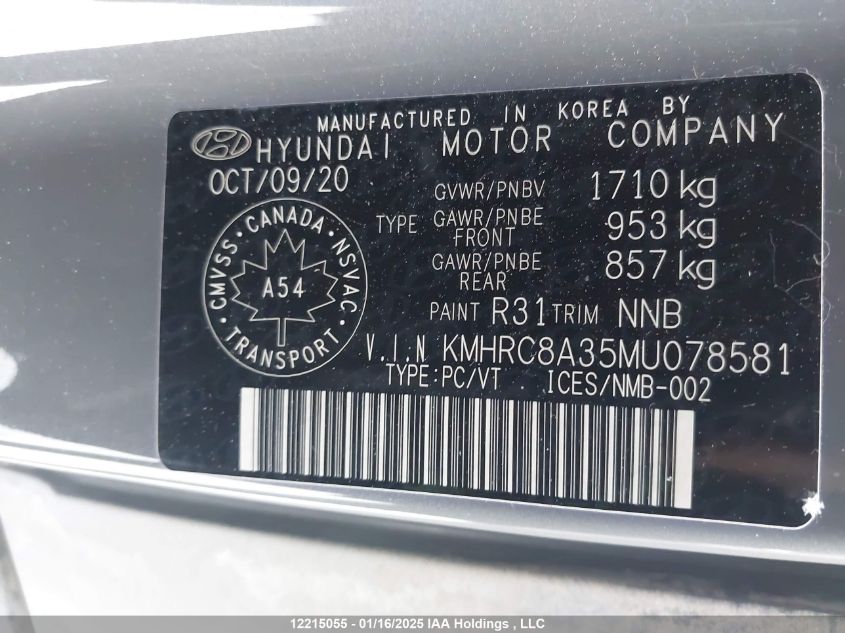 MANUFACTURED IN KOREA BY
HYUNDAI MOTOR COMPANY
OCT/09/20
GVWR/PNBV 1710 kg
TYPE GAWR/PNBE FRONT 953 kg
GAWR/PNBE REAR 857 kg
CMVSS · CANADA · NSVAC
A54
· TRANSPORT ·
PAINT R31 TRIM NNB
V.I.N KMHRC8A35MU078581
TYPE:PC/VT ICES/NMB-002
12215055 - 01/16/2025 IAA Holdings , LLC